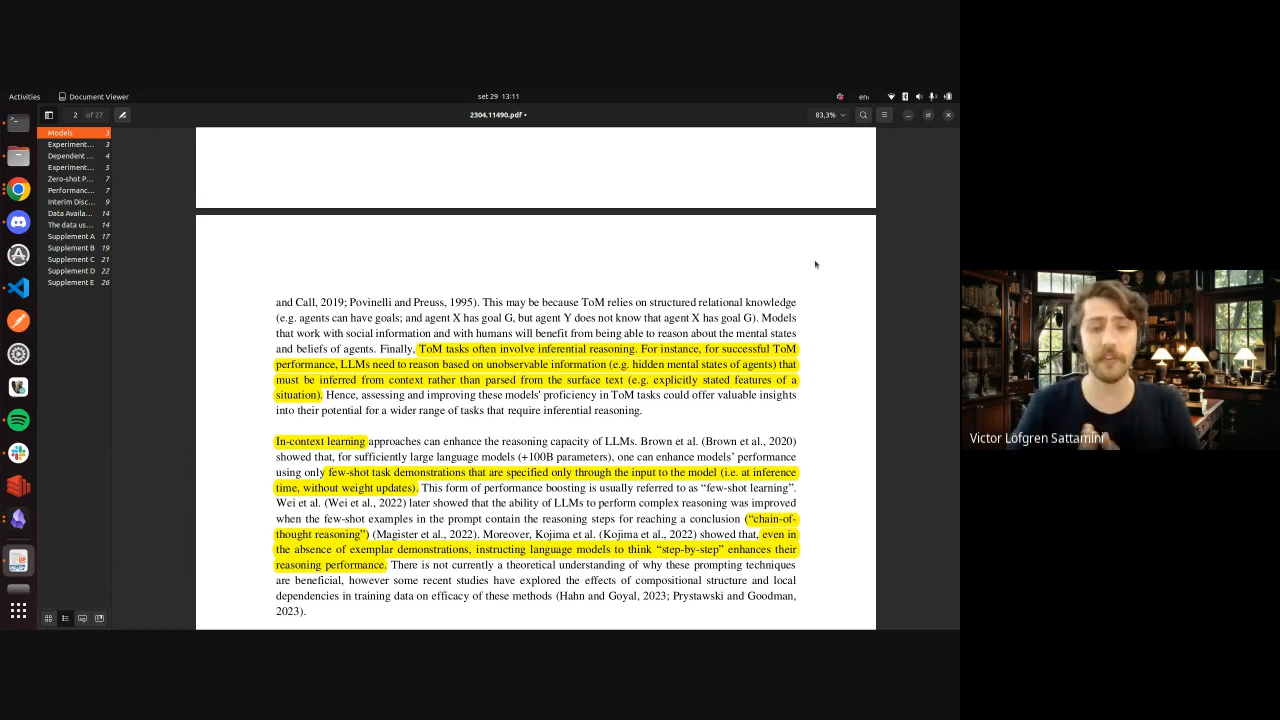 Activities
Document Viewer
set 29 13:11
en
2 of 27
2304.11490.pdf •
83,3%
Models 3
Experiment... 3
Dependent ... 4
Experiment... 5
Zero-shot P... 7
Performanc... 7
Interim Disc... 9
Data Availa... 14
The data us... 14
Supplement A 17
Supplement B 19
Supplement C 21
Supplement D 22
Supplement E 26
and Call, 2019; Povinelli and Preuss, 1995). This may be because ToM relies on structured relational knowledge
(e.g. agents can have goals; and agent X has goal G, but agent Y does not know that agent X has goal G). Models
that work with social information and with humans will benefit from being able to reason about the mental states
and beliefs of agents. Finally, ToM tasks often involve inferential reasoning. For instance, for successful ToM
performance, LLMs need to reason based on unobservable information (e.g. hidden mental states of agents) that
must be inferred from context rather than parsed from the surface text (e.g. explicitly stated features of a
situation). Hence, assessing and improving these models' proficiency in ToM tasks could offer valuable insights
into their potential for a wider range of tasks that require inferential reasoning.
In-context learning approaches can enhance the reasoning capacity of LLMs. Brown et al. (Brown et al., 2020)
showed that, for sufficiently large language models (+100B parameters), one can enhance models’ performance
using only few-shot task demonstrations that are specified only through the input to the model (i.e. at inference
time, without weight updates). This form of performance boosting is usually referred to as “few-shot learning”.
Wei et al. (Wei et al., 2022) later showed that the ability of LLMs to perform complex reasoning was improved
when the few-shot examples in the prompt contain the reasoning steps for reaching a conclusion (“chain-of-
thought reasoning”) (Magister et al., 2022). Moreover, Kojima et al. (Kojima et al., 2022) showed that, even in
the absence of exemplar demonstrations, instructing language models to think “step-by-step” enhances their
reasoning performance. There is not currently a theoretical understanding of why these prompting techniques
are beneficial, however some recent studies have explored the effects of compositional structure and local
dependencies in training data on efficacy of these methods (Hahn and Goyal, 2023; Prystawski and Goodman,
2023).
Victor Löfgren Sattamini